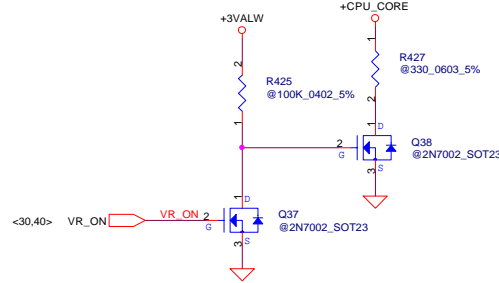 +CPU_CORE
+3VALW
1
R427
@330_0603_5%
2
2
R425
@100K_0402_5%
1
1
D
Q38
@2N7002_SOT23
2
G
3
S
1
D
Q37
@2N7002_SOT23
<30,40> VR_ON VR_ON 2
G
3
S